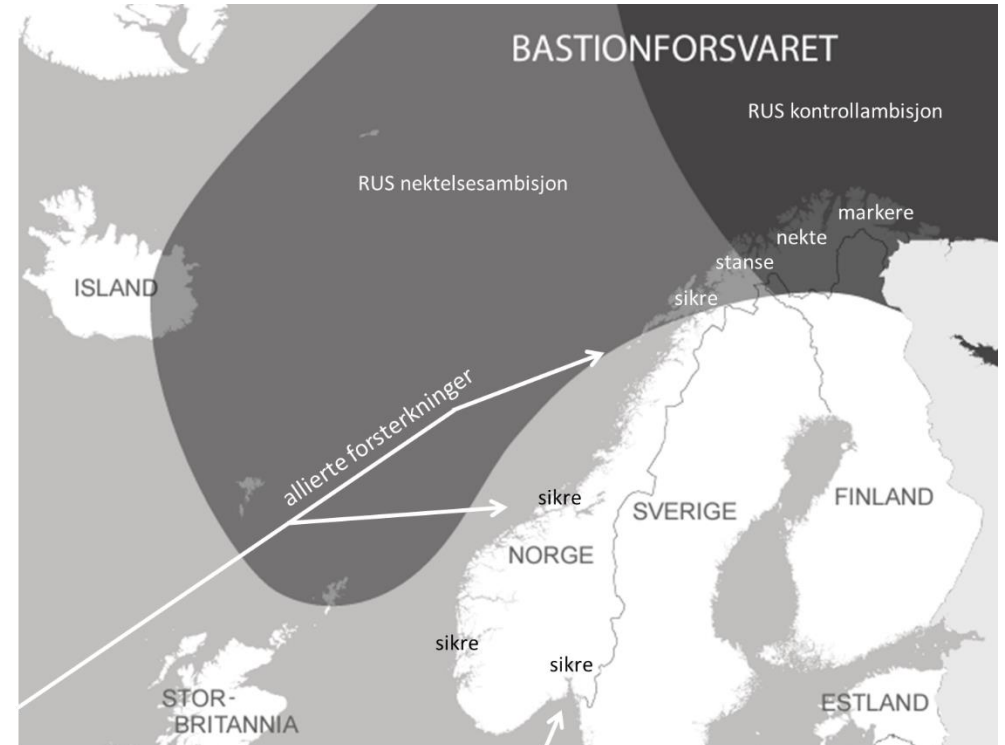 BASTIONFORSVARET
RUS kontrollambisjon
RUS nektelsesambisjon
markere
nekte
stanse
ISLAND
sikre
allierte forsterkninger
sikre
SVERIGE
FINLAND
NORGE
sikre
sikre
STOR-
BRITANNIA
ESTLAND